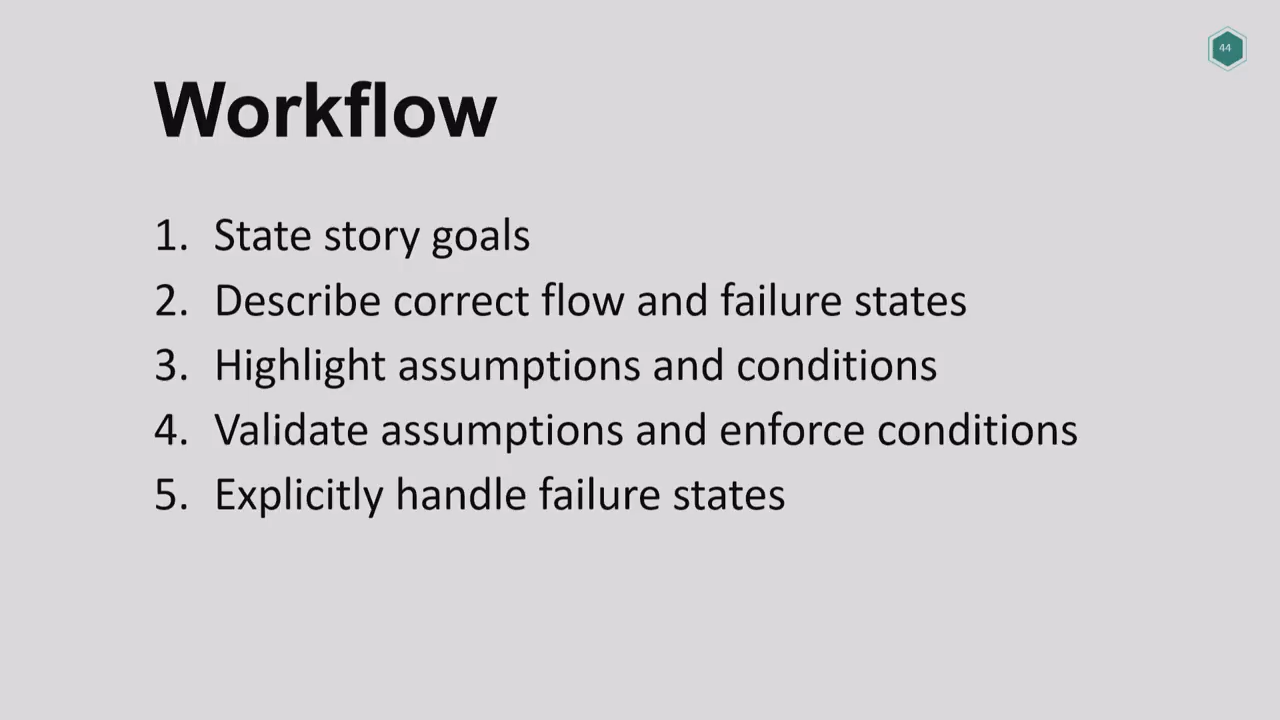 44
Workflow
1. State story goals
2. Describe correct flow and failure states
3. Highlight assumptions and conditions
4. Validate assumptions and enforce conditions
5. Explicitly handle failure states